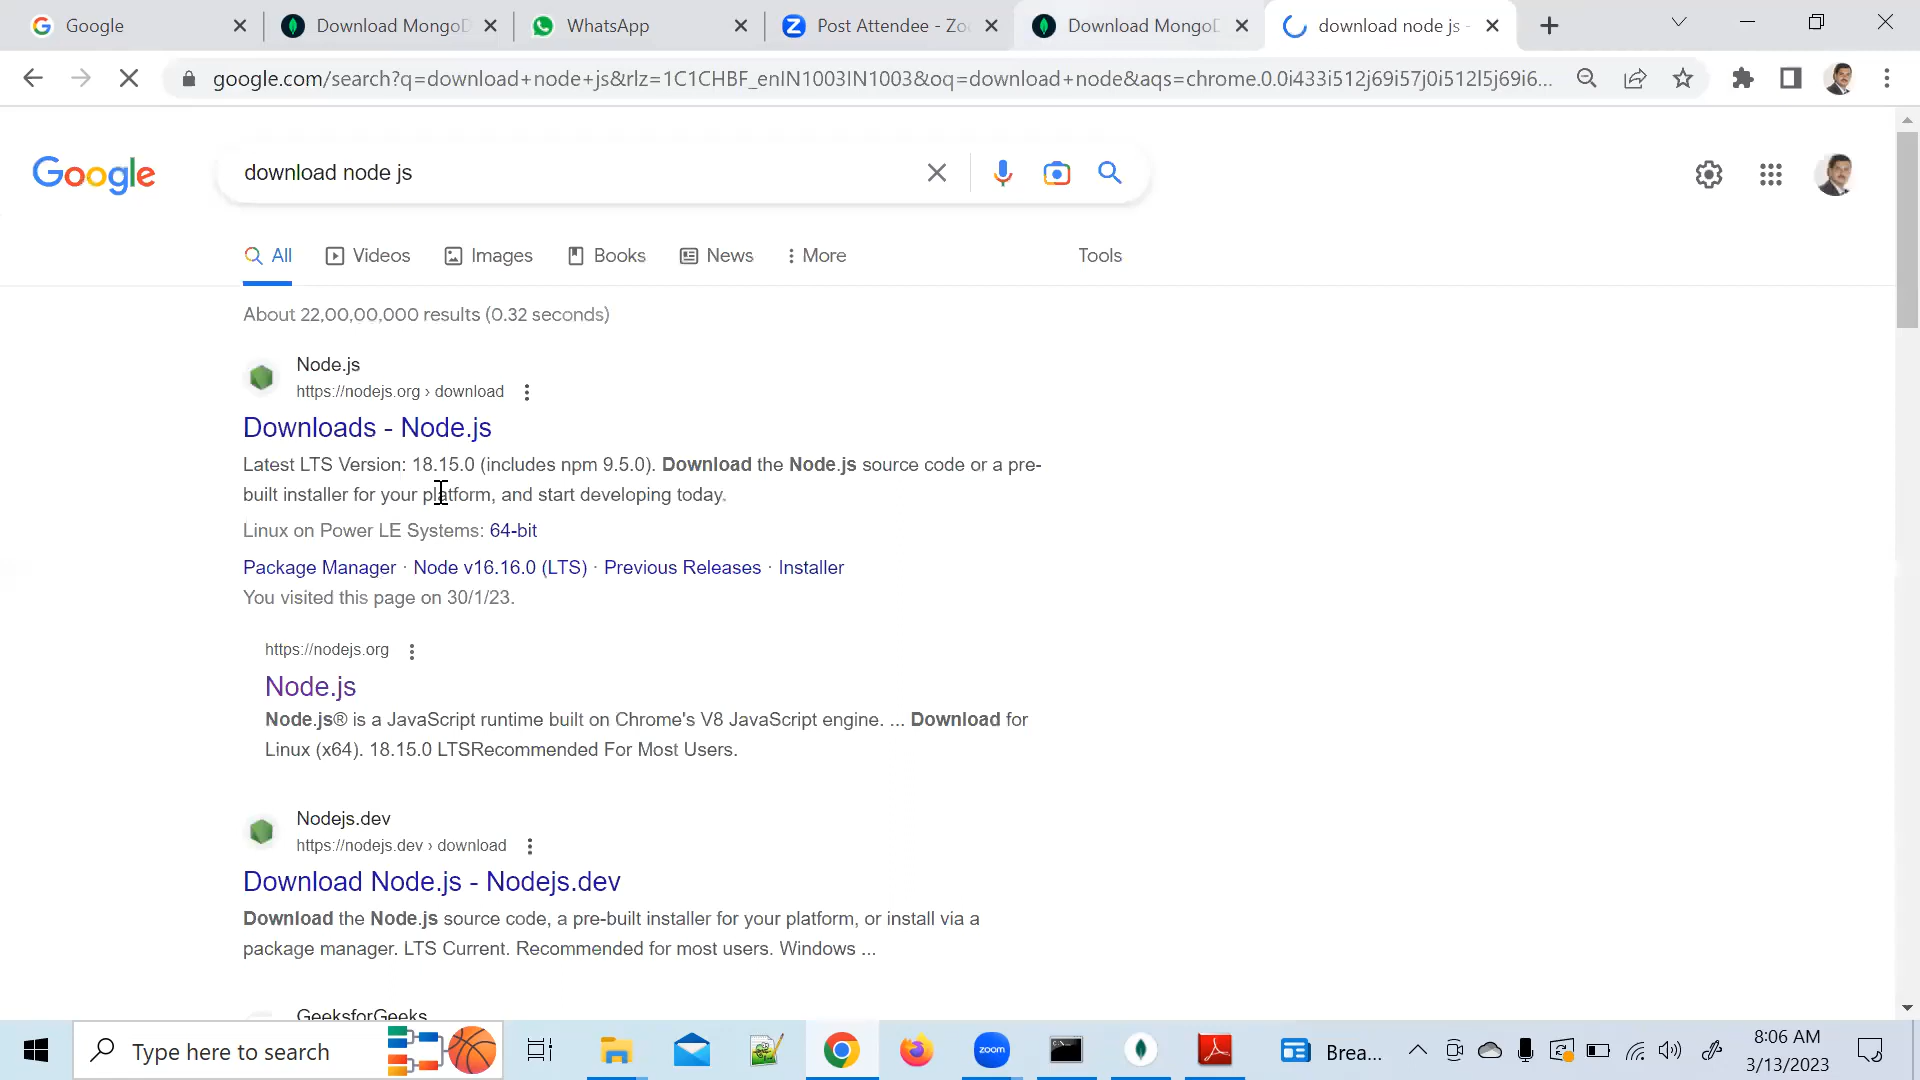 Google
Download MongoD
WhatsApp
Post Attendee - Zoo
Download MongoD
download node js -
google.com/search?q=download+node+js&rlz=1C1CHBF_enIN1003IN1003&oq=download+node&aqs=chrome.0.0i433i512j69i57j0i512l5j69i6...
Google
download node js
All
Videos
Images
Books
News
More
Tools
About 22,00,00,000 results (0.32 seconds)
Node.js
https://nodejs.org › download
Downloads - Node.js
Latest LTS Version: 18.15.0 (includes npm 9.5.0). Download the Node.js source code or a pre-
built installer for your platform, and start developing today.
Linux on Power LE Systems: 64-bit
Package Manager · Node v16.16.0 (LTS) · Previous Releases · Installer
You visited this page on 30/1/23.
https://nodejs.org
Node.js
Node.js® is a JavaScript runtime built on Chrome's V8 JavaScript engine. ... Download for
Linux (x64). 18.15.0 LTSRecommended For Most Users.
Nodejs.dev
https://nodejs.dev › download
Download Node.js - Nodejs.dev
Download the Node.js source code, a pre-built installer for your platform, or install via a
package manager. LTS Current. Recommended for most users. Windows ...
GeeksforGeeks
Type here to search
zoom
Brea...
8:06 AM
3/13/2023